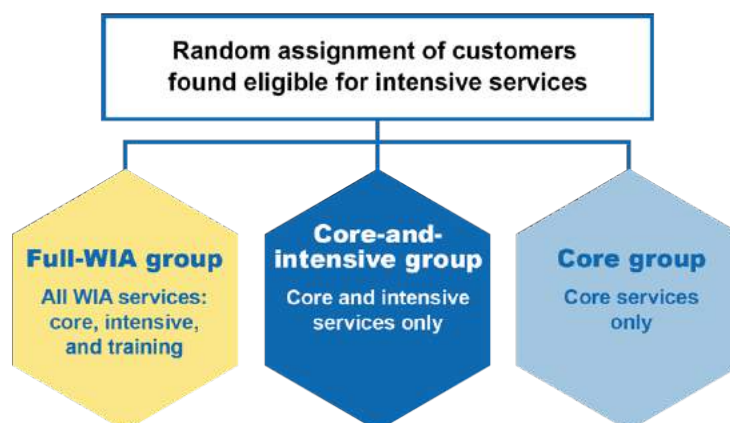 Random assignment of customers
found eligible for intensive services
Full-WIA group
All WIA services:
core, intensive,
and training
Core-and-
intensive group
Core and intensive
services only
Core group
Core services
only